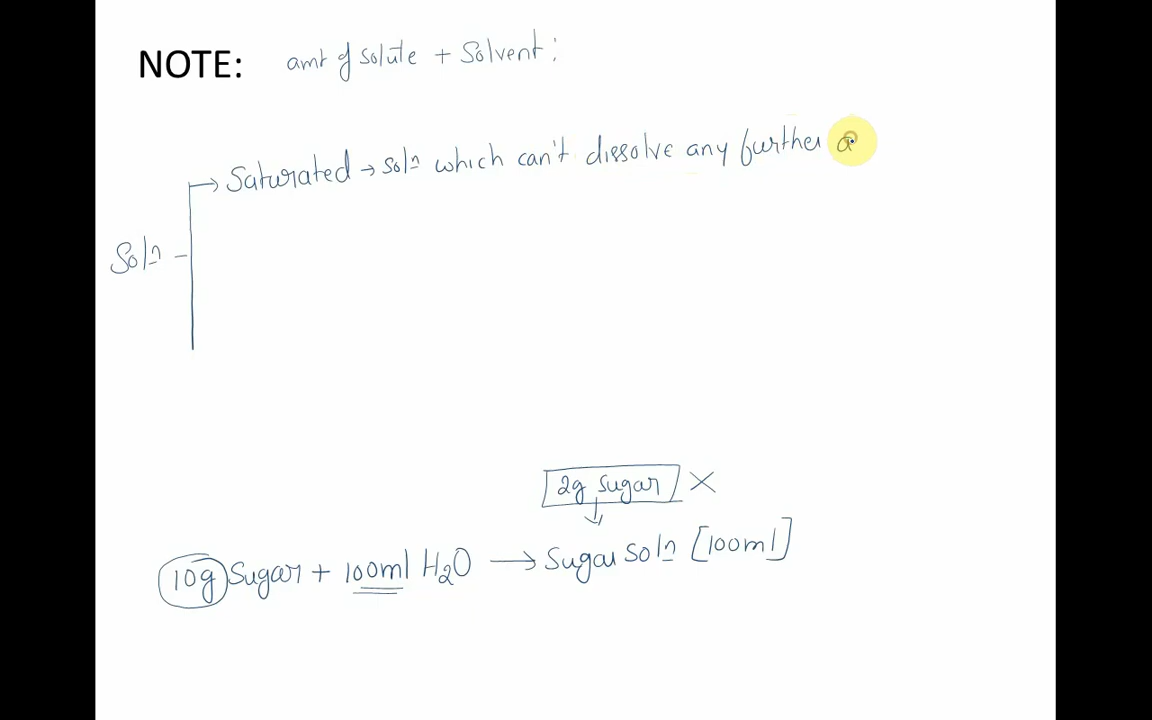 NOTE: amt of solute + Solvent;
Saturated → Soln which can't dissolve any further a
Soln
2g Sugar ×
10g Sugar + 100ml H₂O → Sugar Soln [100ml]